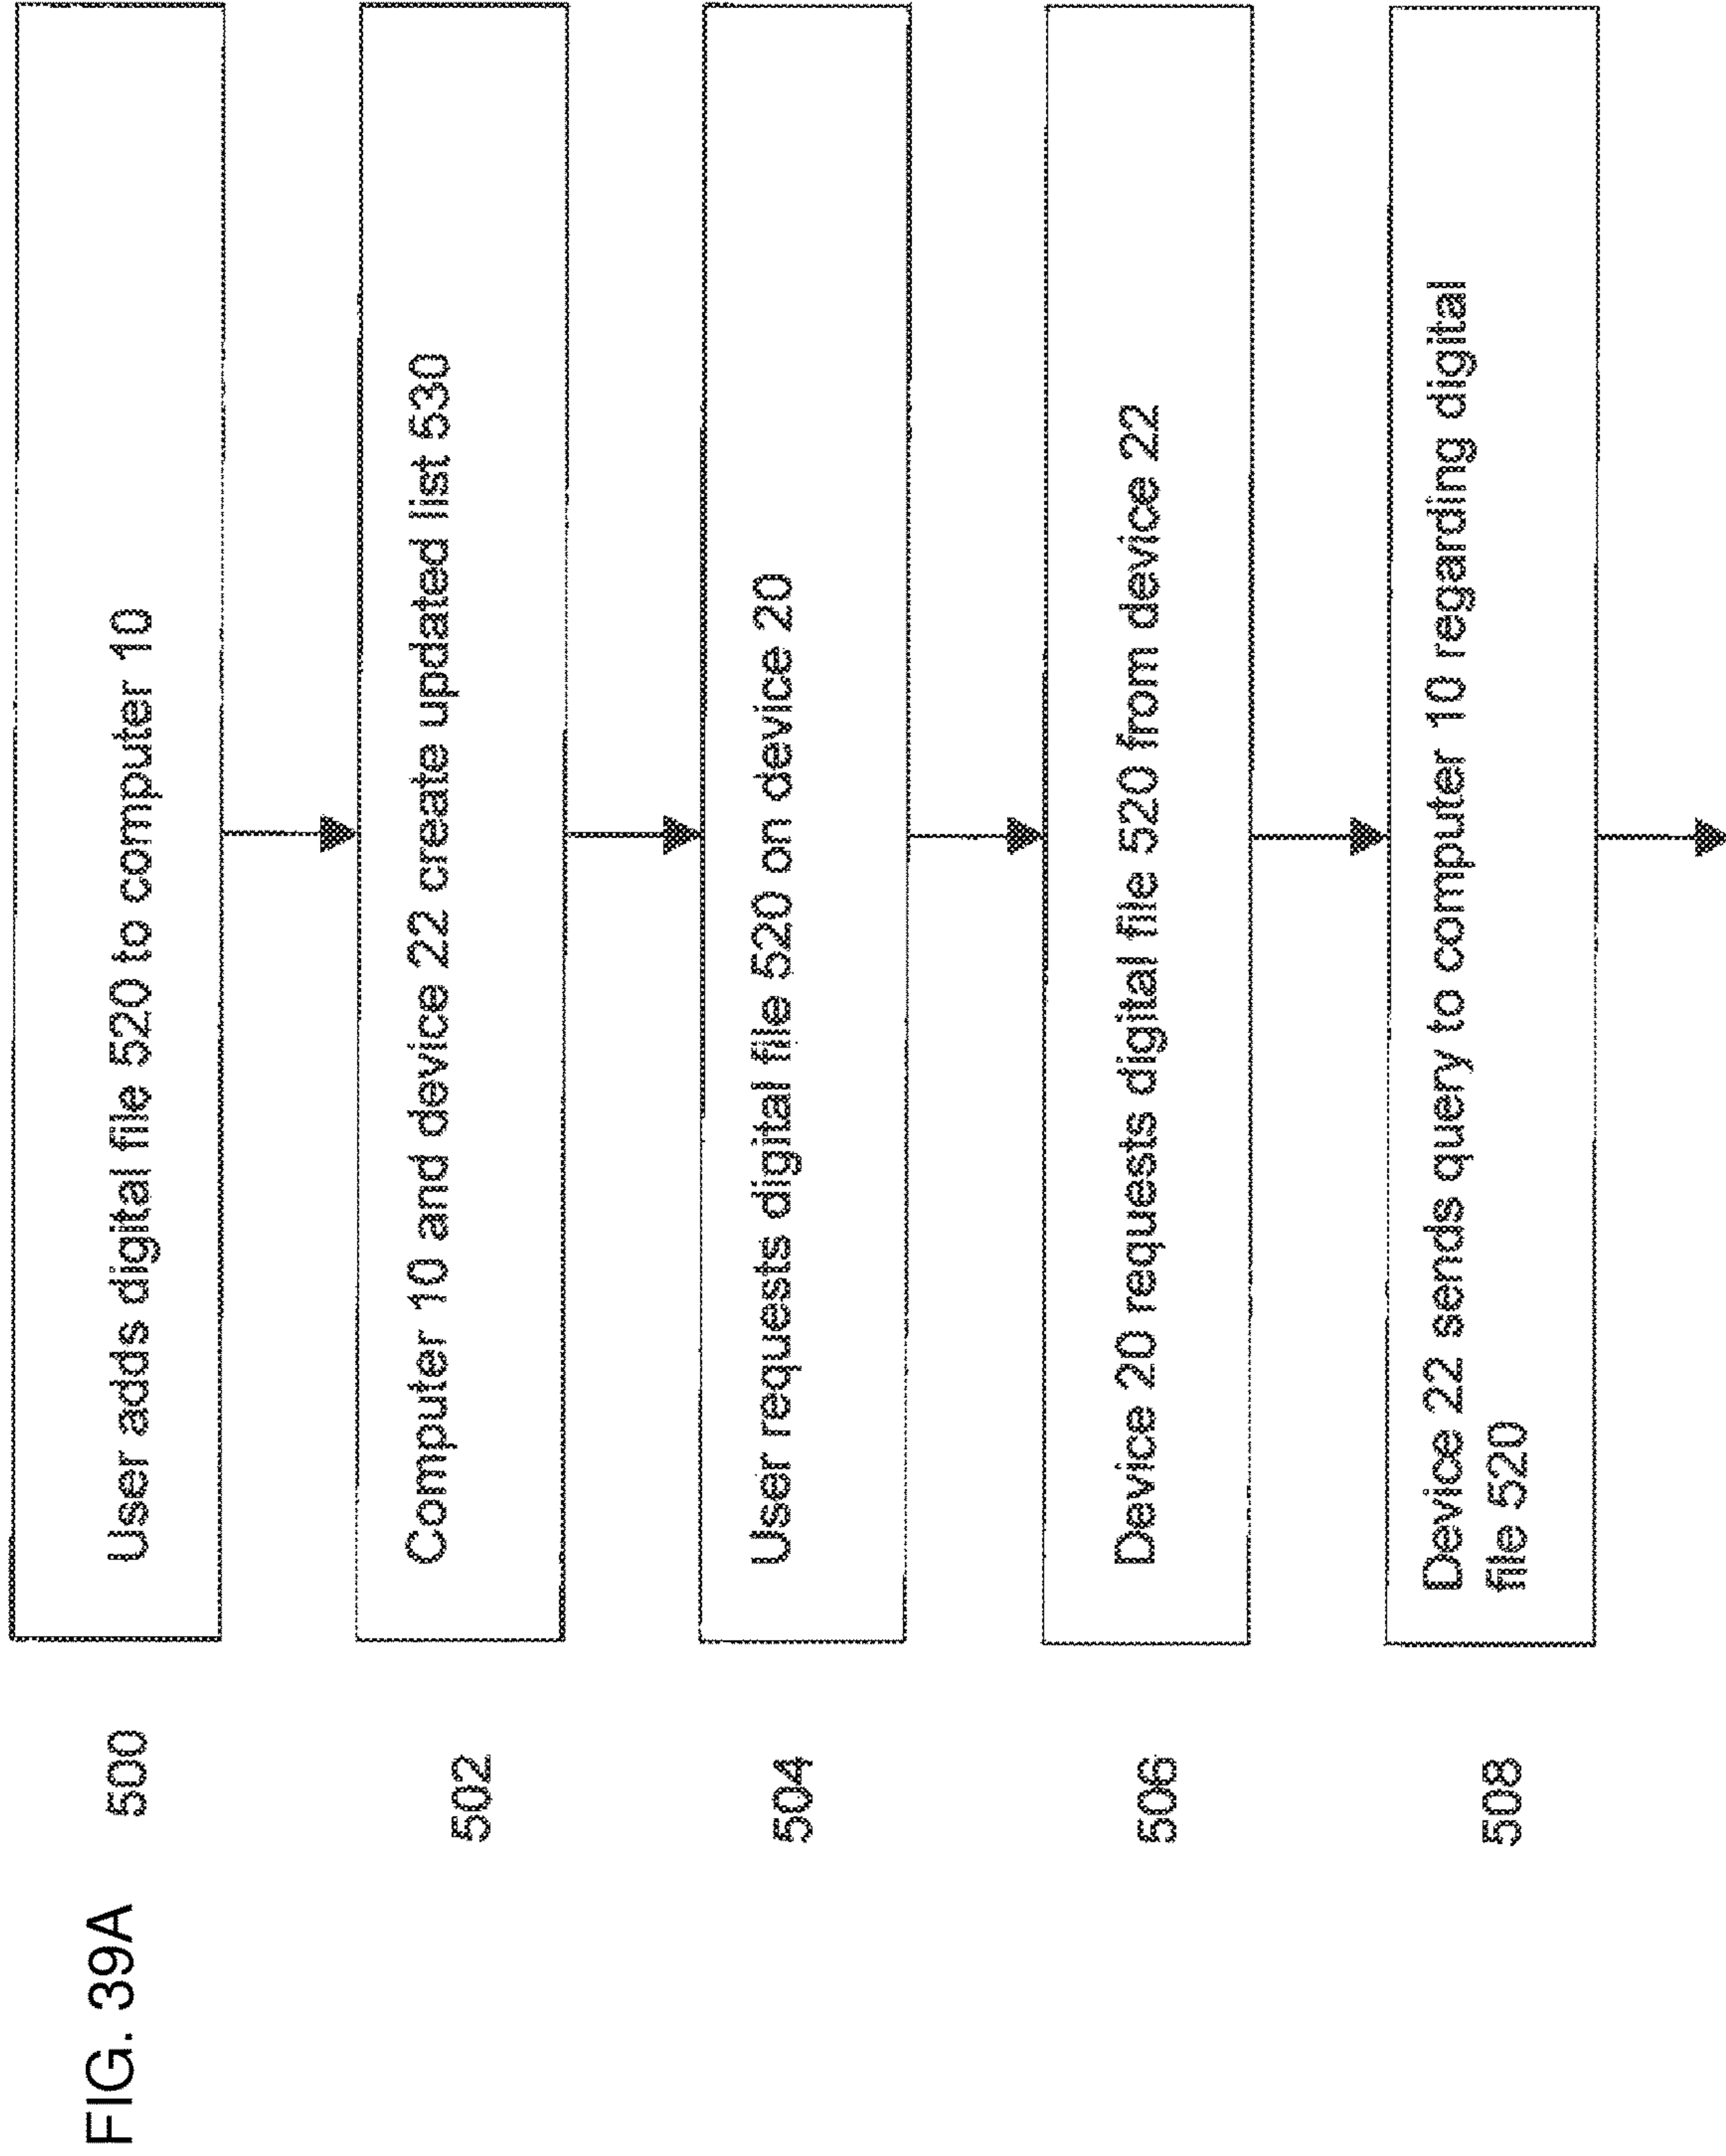 FIG. 39A
500
User adds digital file 520 to computer 10
502
Computer 10 and device 22 create updated list 530
504
User requests digital file 520 on device 20
506
Device 20 requests digital file 520 from device 22
508
Device 22 sends query to computer 10 regarding digital
file 520